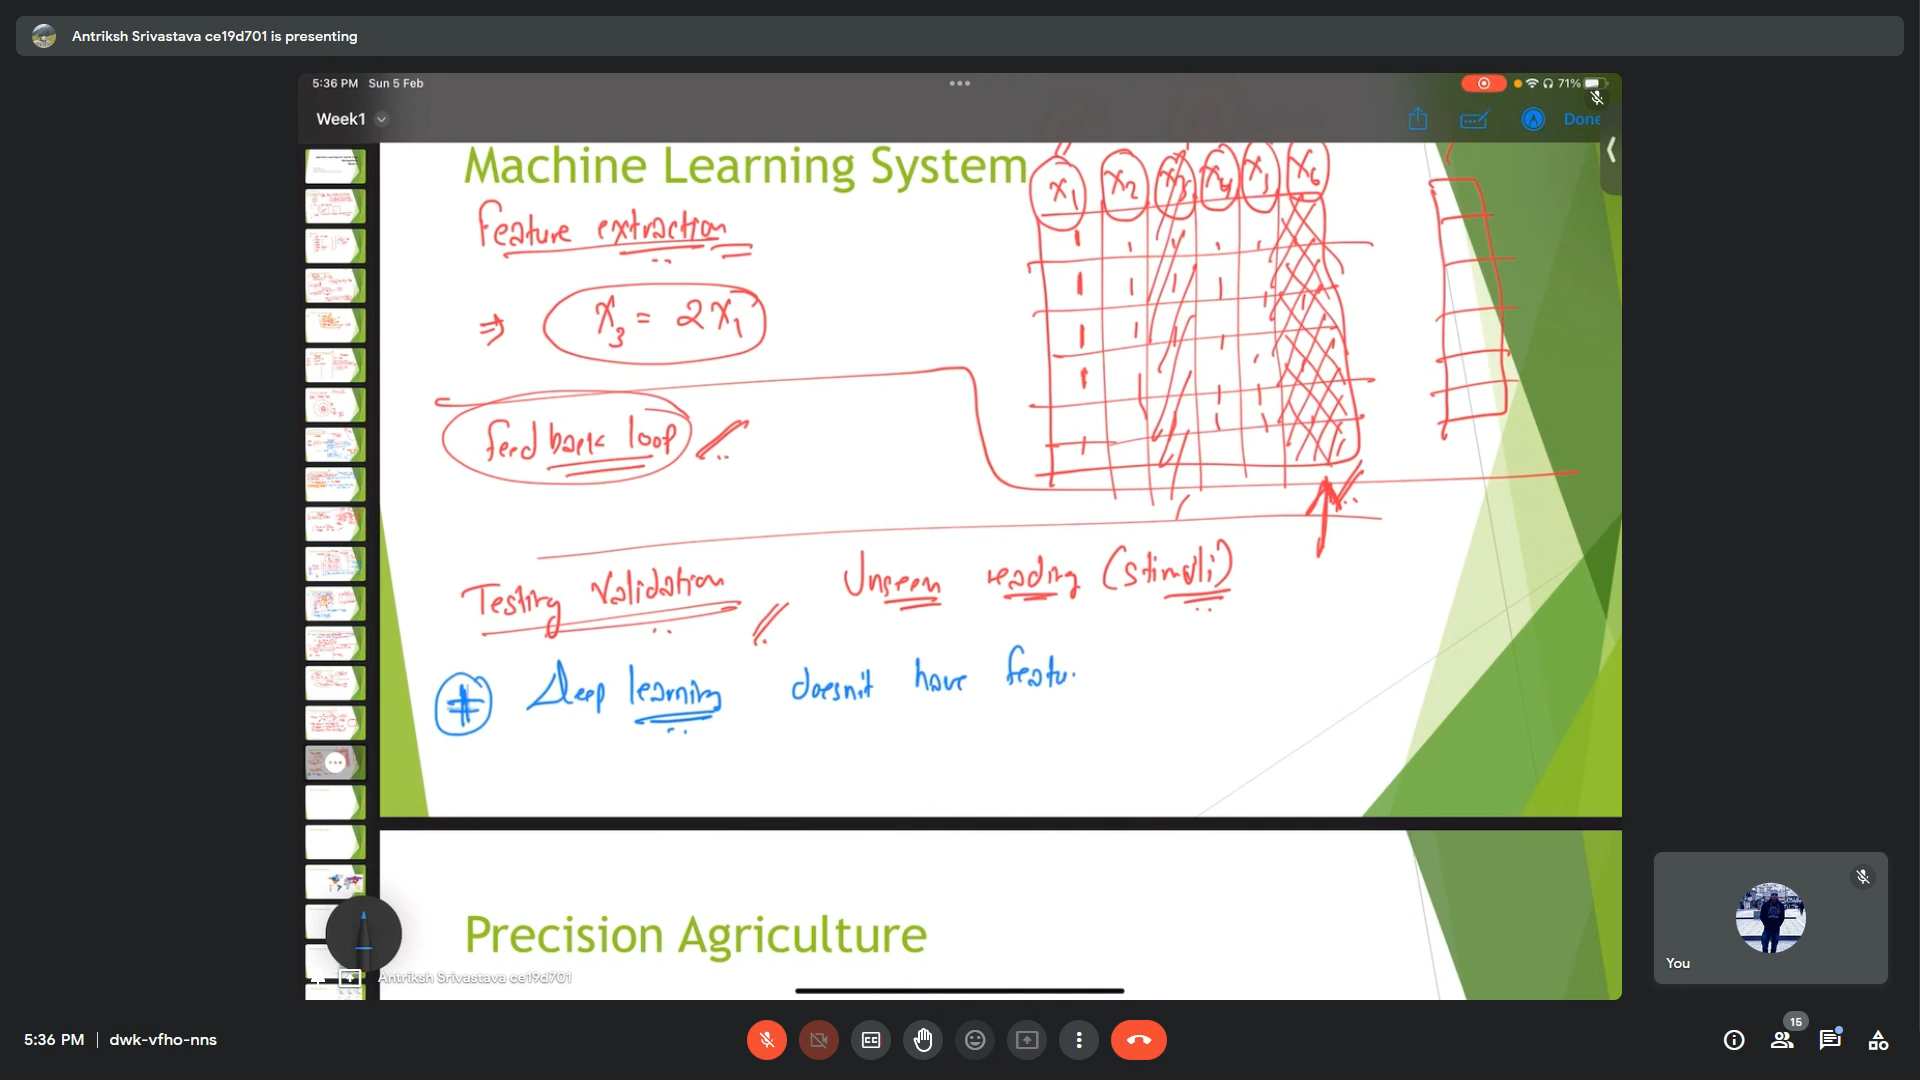 Antriksh Srivastava ce19d701 is presenting
5:36 PM Sun 5 Feb
71%
Week1
Done
Machine Learning System
x1 x2 x3 x4 x5 x6
Feature extraction
⇒ x3 = 2x1
Feed back loop
Testing Validation Unseen reading (stimuli)
# Deep learning doesn't have featu.
Precision Agriculture
Antriksh Srivastava ce19d701
You
5:36 PM | dwk-vfho-nns
CC
15